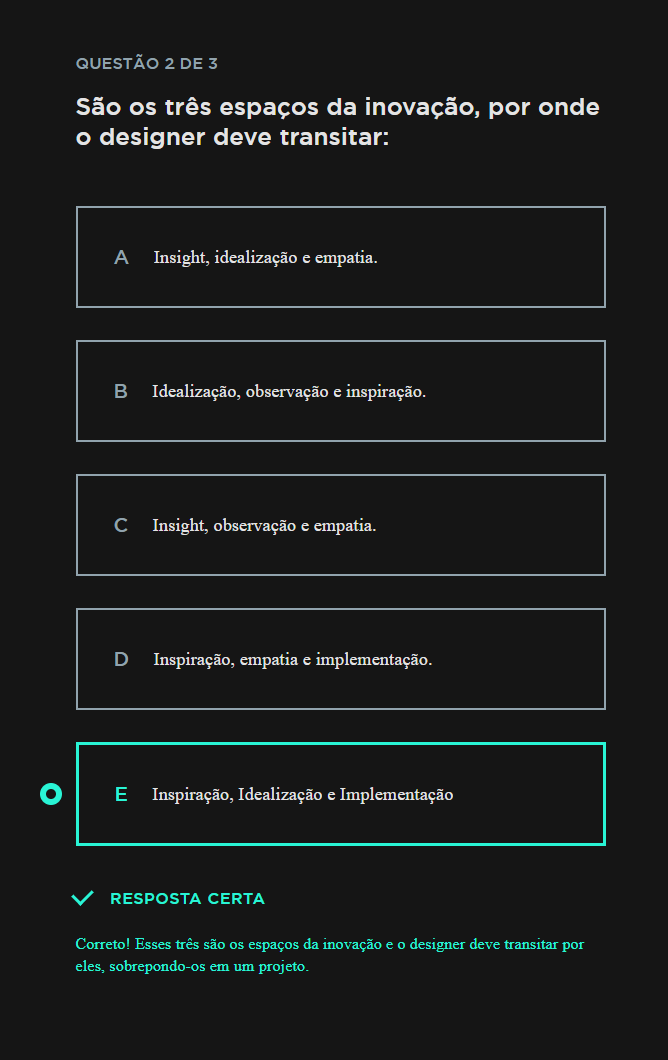 QUESTÃO 2 DE 3
São os três espaços da inovação, por onde
o designer deve transitar:
A Insight, idealização e empatia.
B Idealização, observação e inspiração.
C Insight, observação e empatia.
D Inspiração, empatia e implementação.
E Inspiração, Idealização e Implementação
RESPOSTA CERTA
Correto! Esses três são os espaços da inovação e o designer deve transitar por
eles, sobrepondo-os em um projeto.